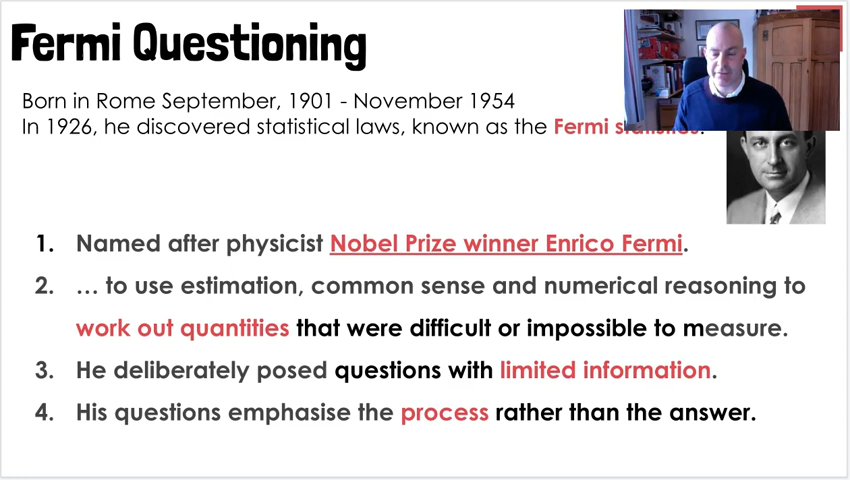 Fermi Questioning
Born in Rome September, 1901 - November 1954
In 1926, he discovered statistical laws, known as the Fermi
1. Named after physicist Nobel Prize winner Enrico Fermi.
2. … to use estimation, common sense and numerical reasoning to
work out quantities that were difficult or impossible to measure.
3. He deliberately posed questions with limited information.
4. His questions emphasise the process rather than the answer.